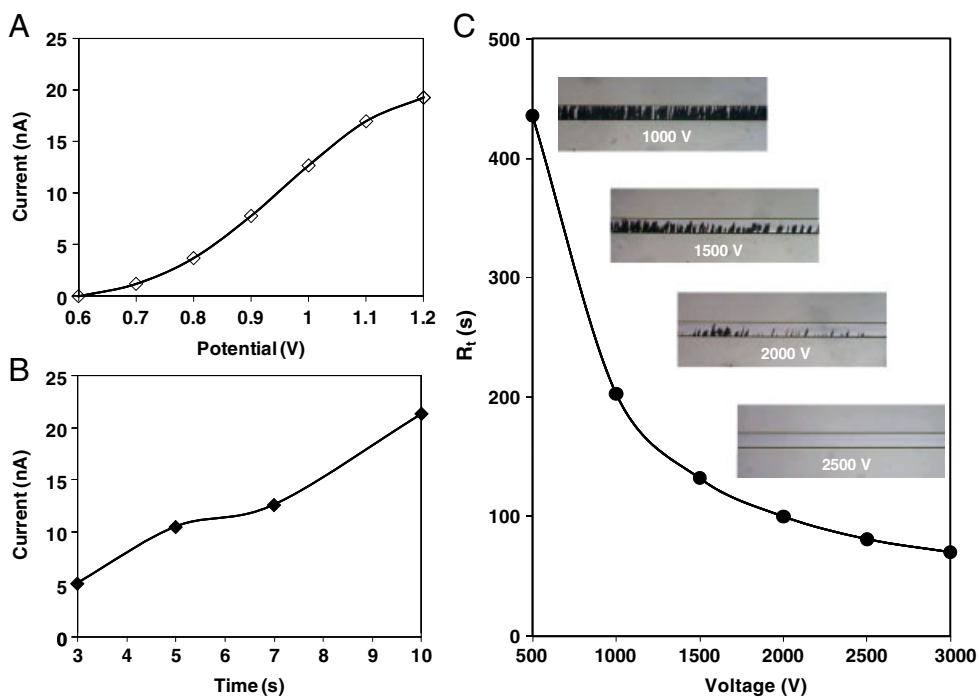 A
25
20
15
10
5
0
Current (nA)
0.6 0.7 0.8 0.9 1 1.1 1.2
Potential (V)
B
25
20
15
10
5
0
Current (nA)
3 4 5 6 7 8 9 10
Time (s)
C
500
400
300
200
100
0
Rt (s)
1000 V
1500 V
2000 V
2500 V
500 1000 1500 2000 2500 3000
Voltage (V)